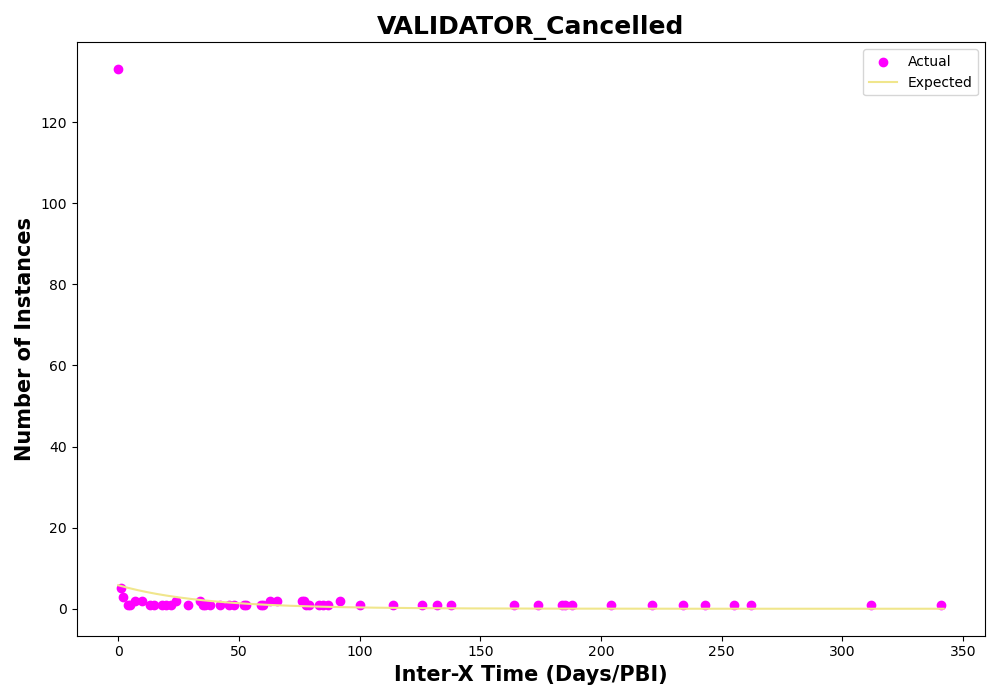 VALIDATOR_Cancelled
Actual
Expected
Number of Instances
120
100
80
60
40
20
0
0 50 100 150 200 250 300 350
Inter-X Time (Days/PBI)